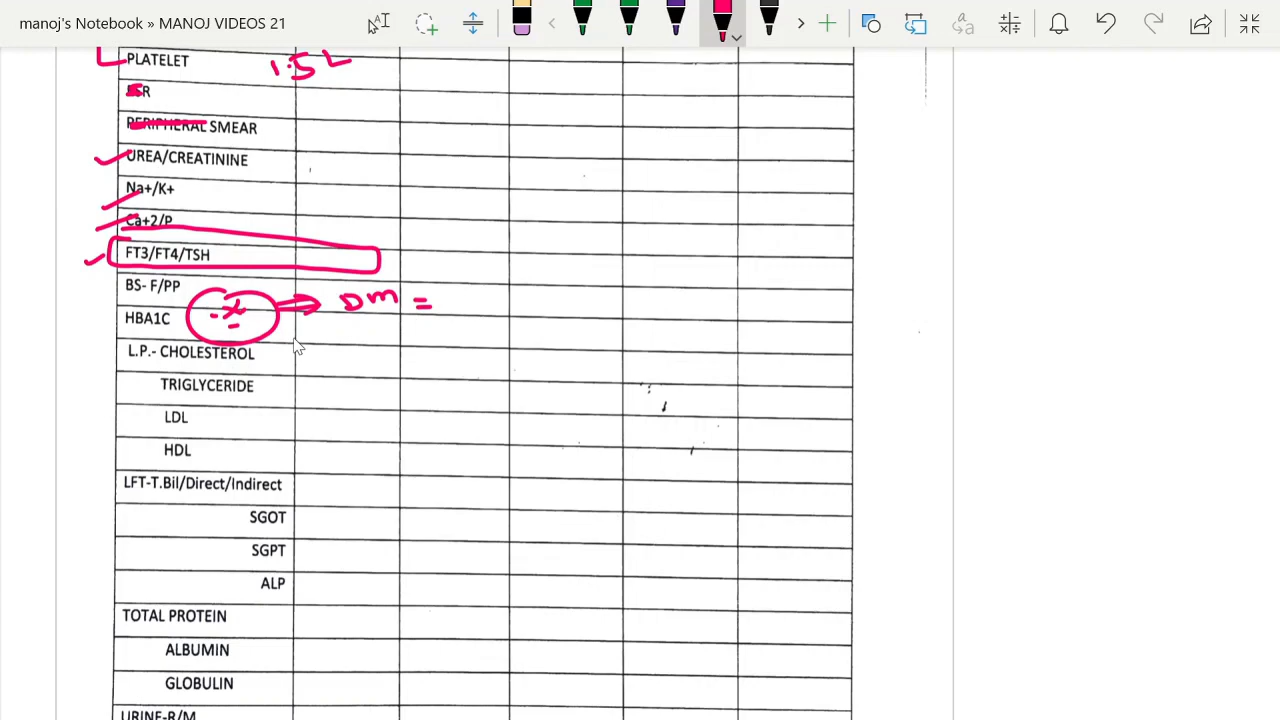 manoj's Notebook » MANOJ VIDEOS 21
PLATELET 1.5 L
ESR
PERIPHERAL SMEAR
UREA/CREATININE
Na+/K+
Ca+2/P
FT3/FT4/TSH
BS- F/PP
DM =
HBA1C
L.P.- CHOLESTEROL
TRIGLYCERIDE
LDL
HDL
LFT-T.Bil/Direct/Indirect
SGOT
SGPT
ALP
TOTAL PROTEIN
ALBUMIN
GLOBULIN
URINE-R/M